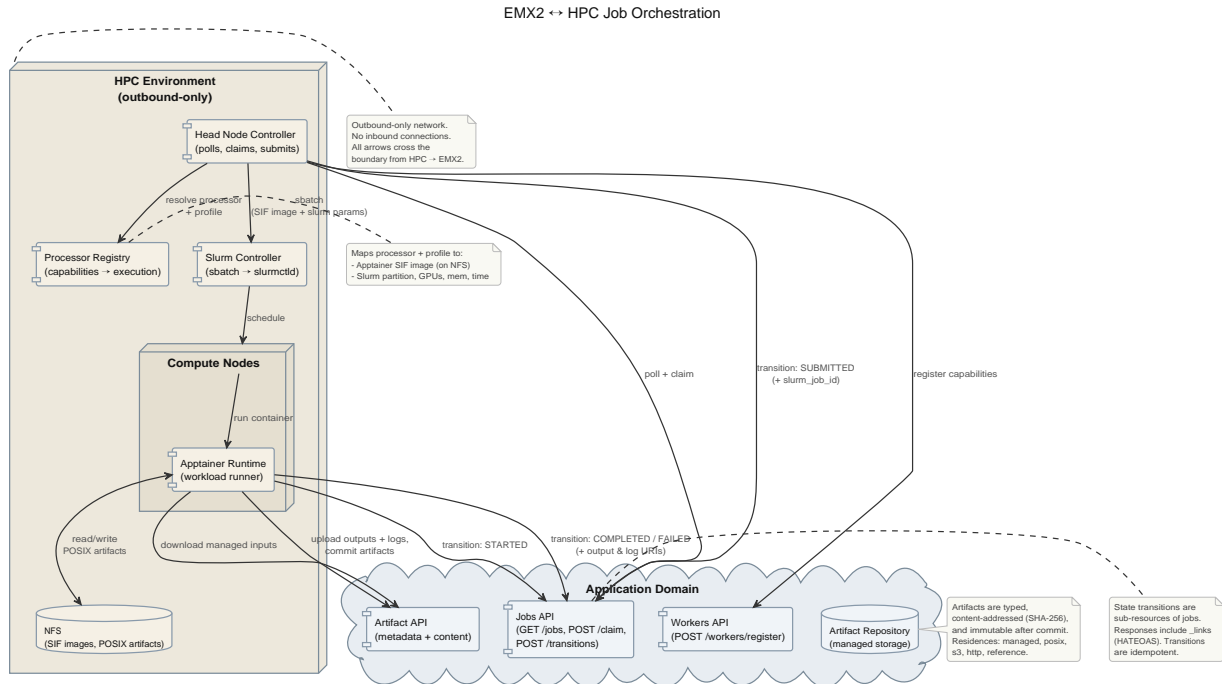 EMX2 ↔ HPC Job Orchestration
HPC Environment
(outbound-only)
Head Node Controller
(polls, claims, submits)
Outbound-only network.
No inbound connections.
All arrows cross the
boundary from HPC → EMX2.
resolve processor
+ profile
sbatch
(SIF image + slurm params)
Processor Registry
(capabilities → execution)
Slurm Controller
(sbatch → slurmctld)
Maps processor + profile to:
- Apptainer SIF image (on NFS)
- Slurm partition, GPUs, mem, time
schedule
Compute Nodes
poll + claim
transition: SUBMITTED
(+ slurm_job_id)
register capabilities
run container
Apptainer Runtime
(workload runner)
read/write
POSIX artifacts
download managed inputs
upload outputs + logs,
commit artifacts
transition: STARTED
transition: COMPLETED / FAILED
(+ output & log URIs)
Application Domain
NFS
(SIF images, POSIX artifacts)
Artifact API
(metadata + content)
Jobs API
(GET /jobs, POST /claim,
POST /transitions)
Workers API
(POST /workers/register)
Artifact Repository
(managed storage)
Artifacts are typed,
content-addressed (SHA-256),
and immutable after commit.
Residences: managed, posix,
s3, http, reference.
State transitions are
sub-resources of jobs.
Responses include _links
(HATEOAS). Transitions
are idempotent.